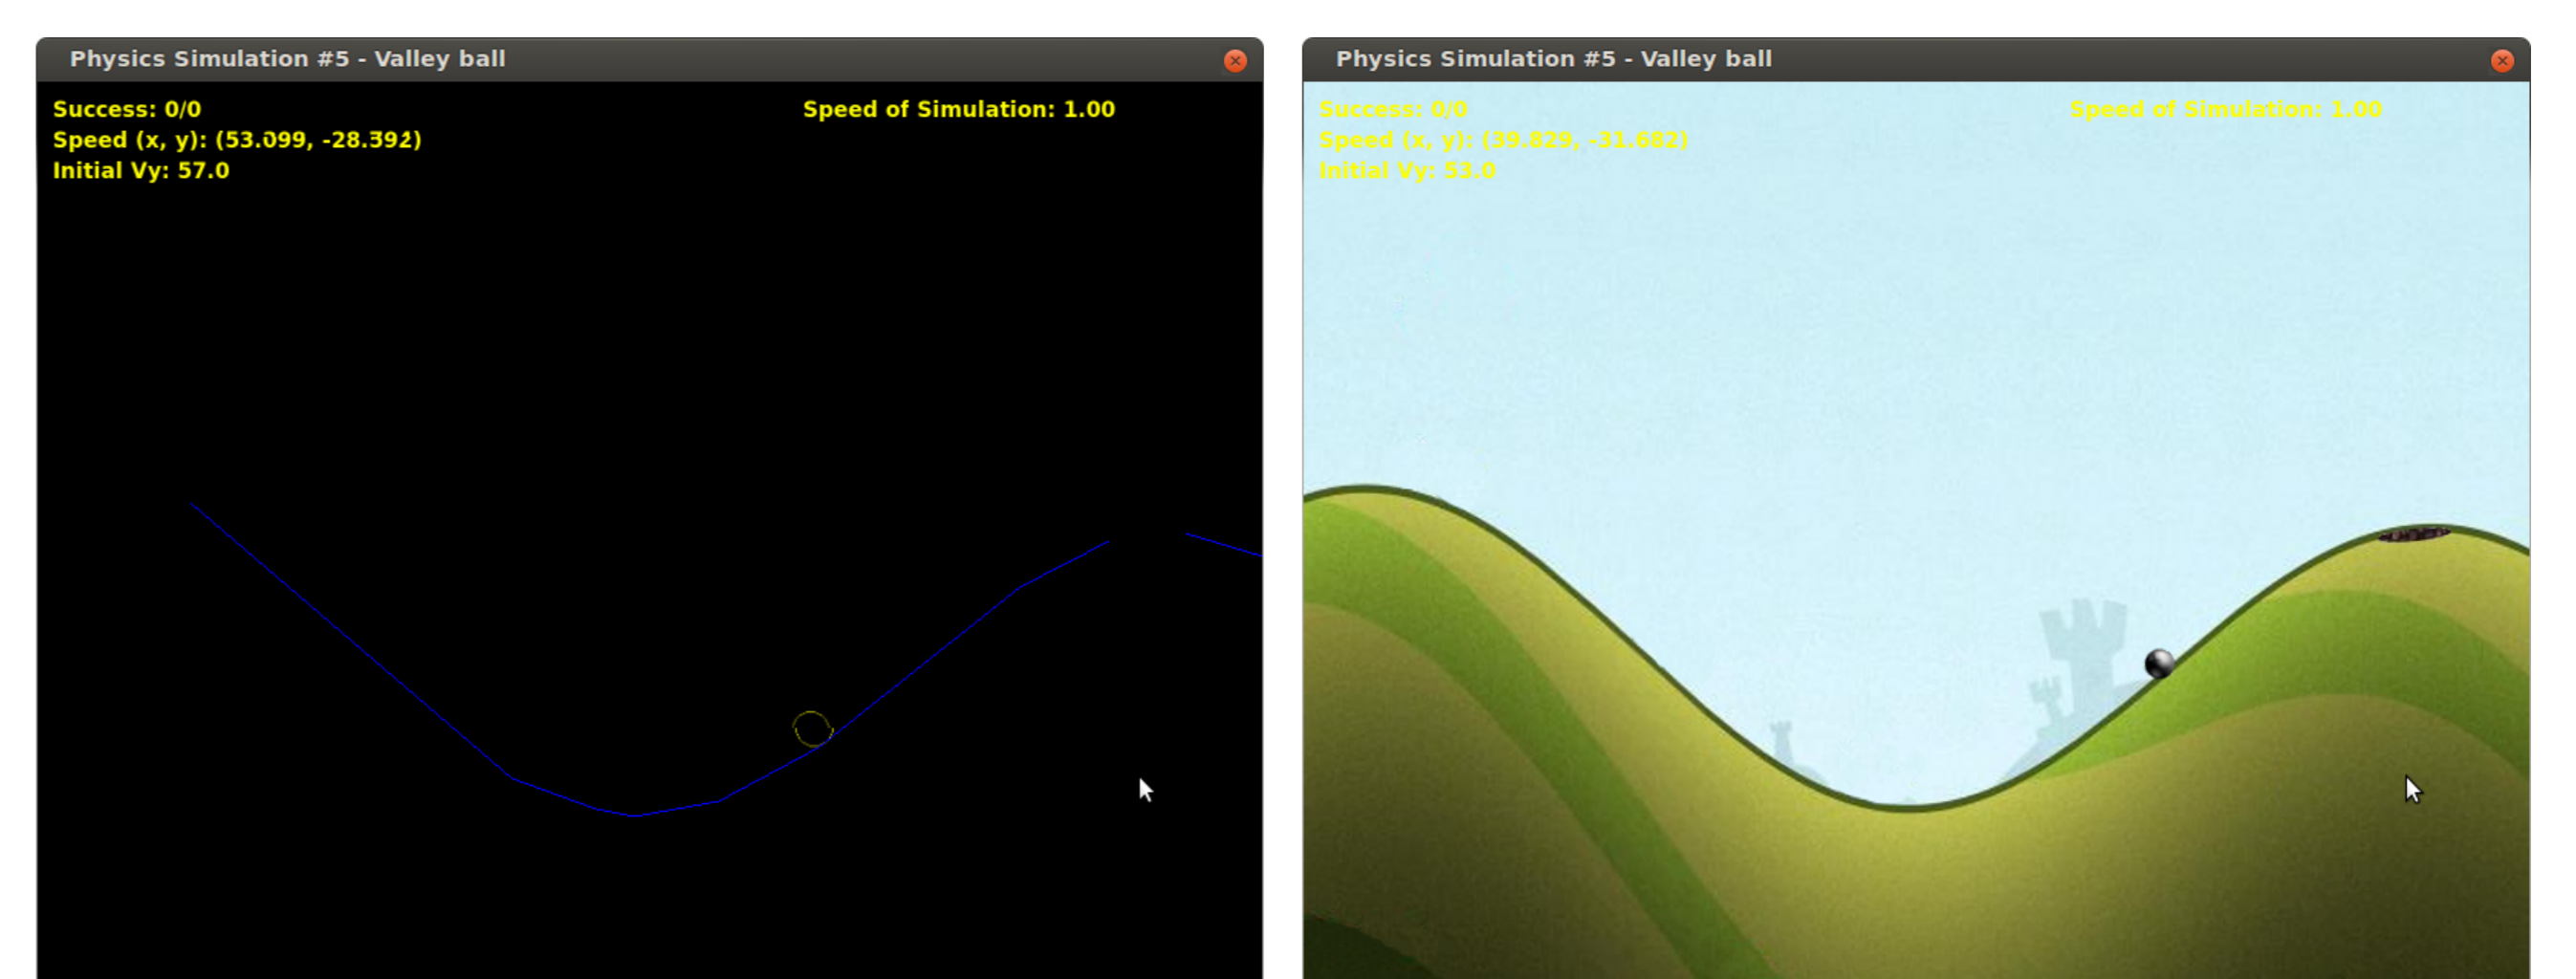 Physics Simulation #5 - Valley ball
Success: 0/0
Speed of Simulation: 1.00
Speed (x, y): (53.099, -28.392)
Initial Vy: 57.0
Physics Simulation #5 - Valley ball
Success: 0/0
Speed of Simulation: 1.00
Speed (x, y): (39.829, -31.682)
Initial Vy: 53.0